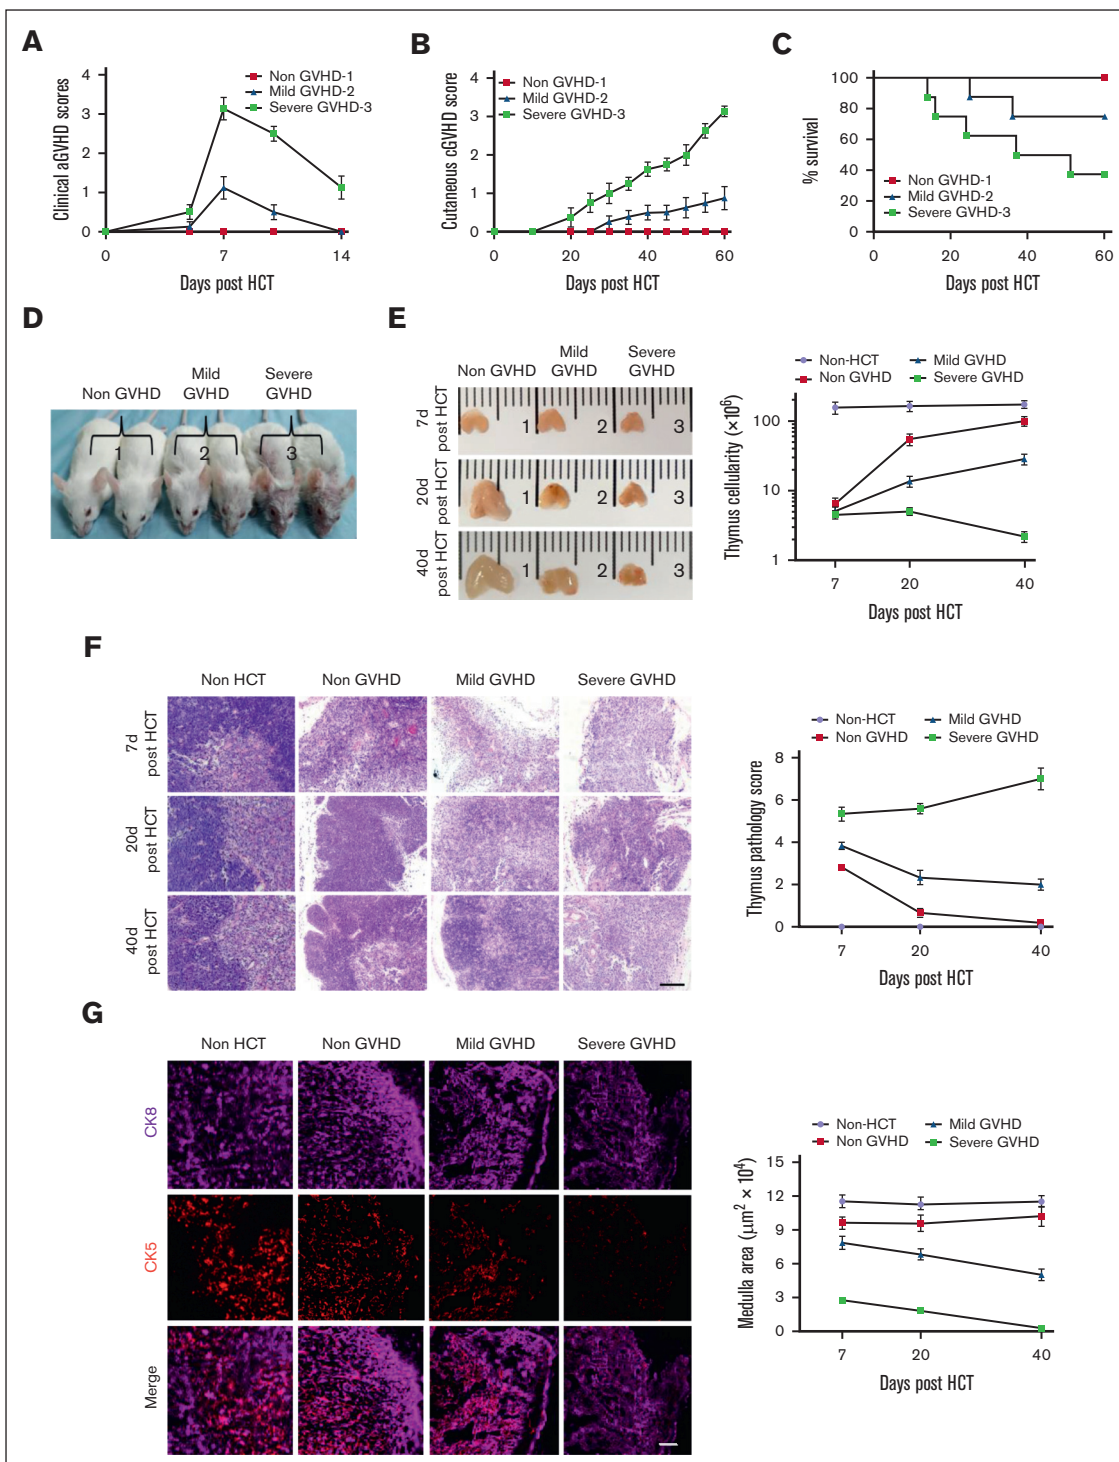 A
Clinical aGVHD scores
4
3
2
1
0
Non GVHD-1
Mild GVHD-2
Severe GVHD-3
0
7
14
Days post HCT
B
Cutaneous cGVHD score
4
3
2
1
0
Non GVHD-1
Mild GVHD-2
Severe GVHD-3
0
20
40
60
Days post HCT
C
% survival
100
80
60
40
20
0
Non GVHD-1
Mild GVHD-2
Severe GVHD-3
0
20
40
60
Days post HCT
D
Non GVHD
Mild
GVHD
Severe
GVHD
1
2
3
E
Non GVHD
Mild
GVHD
Severe
GVHD
7d
post HCT
1
2
3
20d
post HCT
1
2
3
40d
post HCT
1
2
3
Non-HCT
Mild GVHD
Non GVHD
Severe GVHD
Thymus cellularity (×10⁶)
100
10
1
7
20
40
Days post HCT
F
Non HCT
Non GVHD
Mild GVHD
Severe GVHD
7d
post HCT
20d
post HCT
40d
post HCT
Non-HCT
Mild GVHD
Non GVHD
Severe GVHD
Thymus pathology score
8
6
4
2
0
7
20
40
Days post HCT
G
Non HCT
Non GVHD
Mild GVHD
Severe GVHD
CK8
CK5
Merge
Non-HCT
Mild GVHD
Non GVHD
Severe GVHD
Medulla area (μm² × 10⁴)
15
12
9
6
3
0
7
20
40
Days post HCT